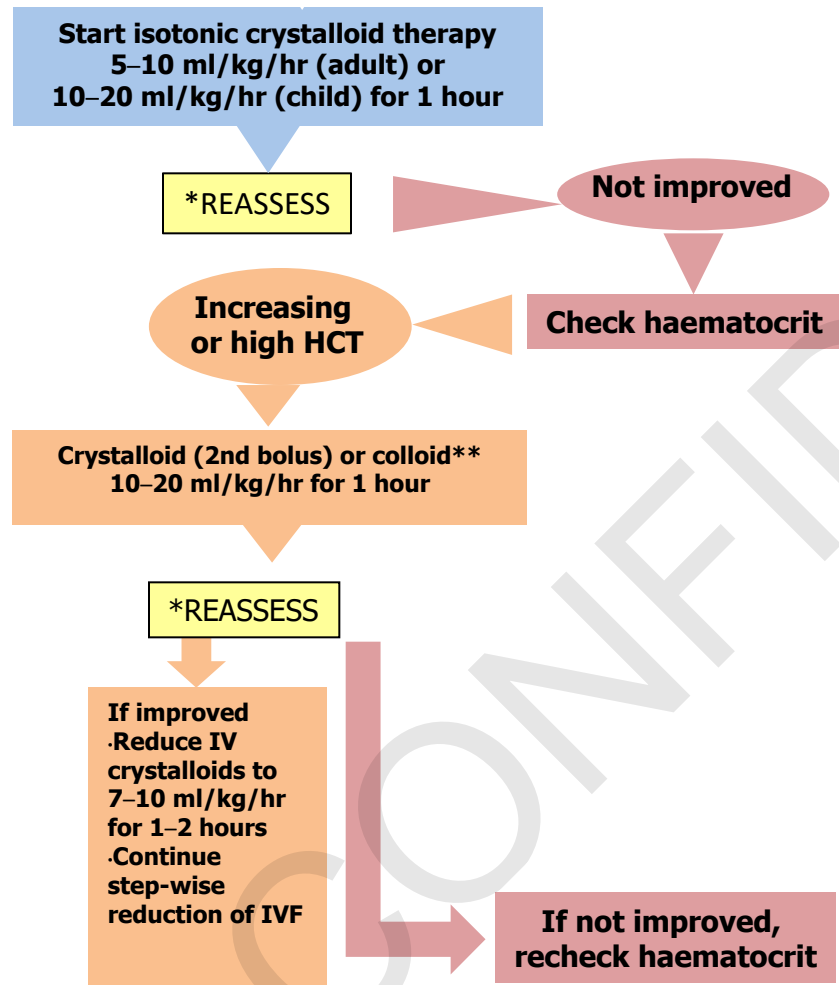 Start isotonic crystalloid therapy
5–10 ml/kg/hr (adult) or
10–20 ml/kg/hr (child) for 1 hour
*REASSESS
Not improved
Check haematocrit
Increasing
or high HCT
Crystalloid (2nd bolus) or colloid**
10–20 ml/kg/hr for 1 hour
*REASSESS
If improved
·Reduce IV
crystalloids to
7–10 ml/kg/hr
for 1–2 hours
·Continue
step-wise
reduction of IVF
If not improved,
recheck haematocrit
CONFID